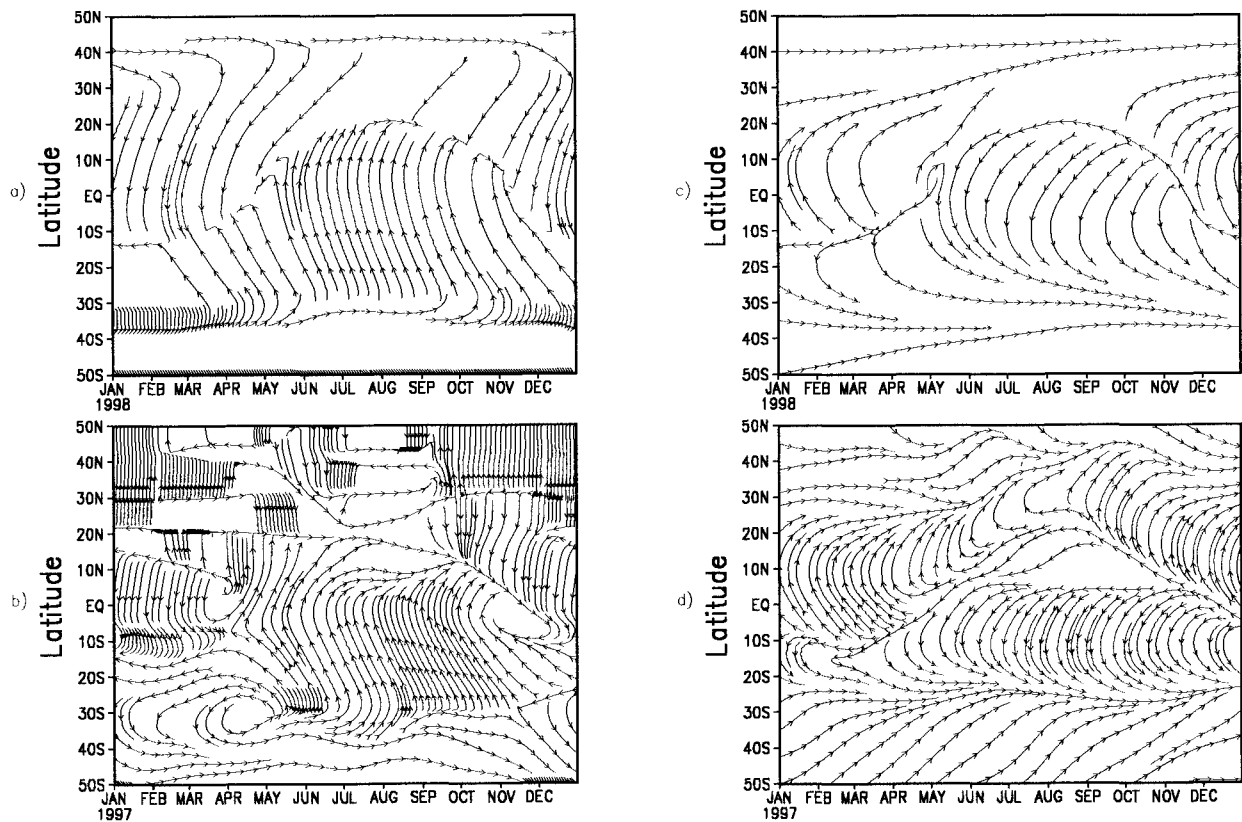 a)
Latitude
50N
40N
30N
20N
10N
EQ
10S
20S
30S
40S
50S
JAN FEB MAR APR MAY JUN JUL AUG SEP OCT NOV DEC
1998
c)
Latitude
50N
40N
30N
20N
10N
EQ
10S
20S
30S
40S
50S
JAN FEB MAR APR MAY JUN JUL AUG SEP OCT NOV DEC
1998
b)
Latitude
50N
40N
30N
20N
10N
EQ
10S
20S
30S
40S
50S
JAN FEB MAR APR MAY JUN JUL AUG SEP OCT NOV DEC
1997
d)
Latitude
50N
40N
30N
20N
10N
EQ
10S
20S
30S
40S
50S
JAN FEB MAR APR MAY JUN JUL AUG SEP OCT NOV DEC
1997